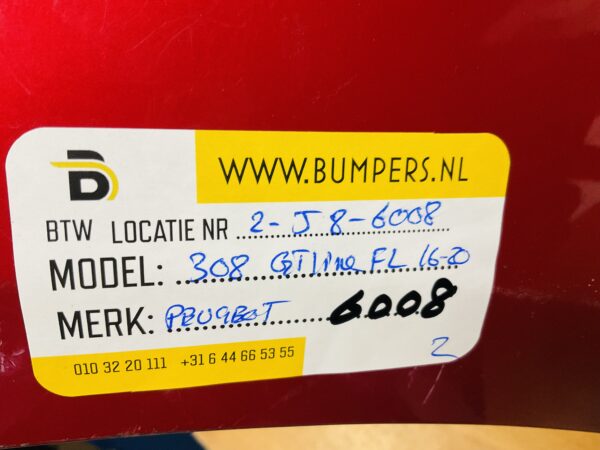 WWW.BUMPERS.NL
BTW LOCATIE NR 2-J8-6008
MODEL: 308 GTline FL 16-20
MERK: PEUGEOT 6008
2
010 32 20 111 +31 6 44 66 53 55